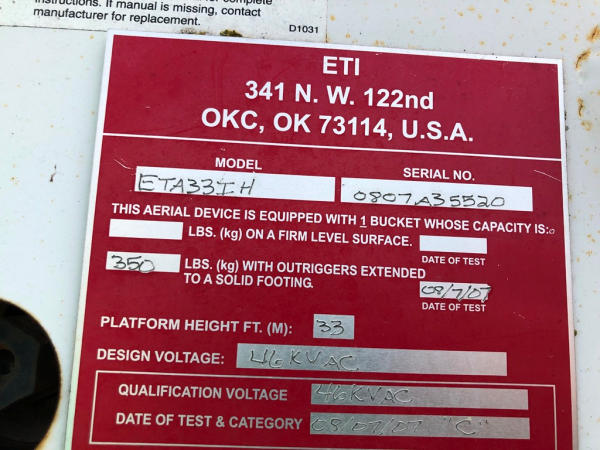 instructions. If manual is missing, contact
manufacturer for replacement.
D1031
ETI
341 N. W. 122nd
OKC, OK 73114, U.S.A.
MODEL SERIAL NO.
ETA33IH 0807A35520
THIS AERIAL DEVICE IS EQUIPPED WITH 1 BUCKET WHOSE CAPACITY IS:
LBS. (kg) ON A FIRM LEVEL SURFACE.
DATE OF TEST
350 LBS. (kg) WITH OUTRIGGERS EXTENDED
TO A SOLID FOOTING. 08/7/07
DATE OF TEST
PLATFORM HEIGHT FT. (M): 33
DESIGN VOLTAGE: 46KVAC
QUALIFICATION VOLTAGE 46KVAC
DATE OF TEST & CATEGORY 08/07/07 "C"